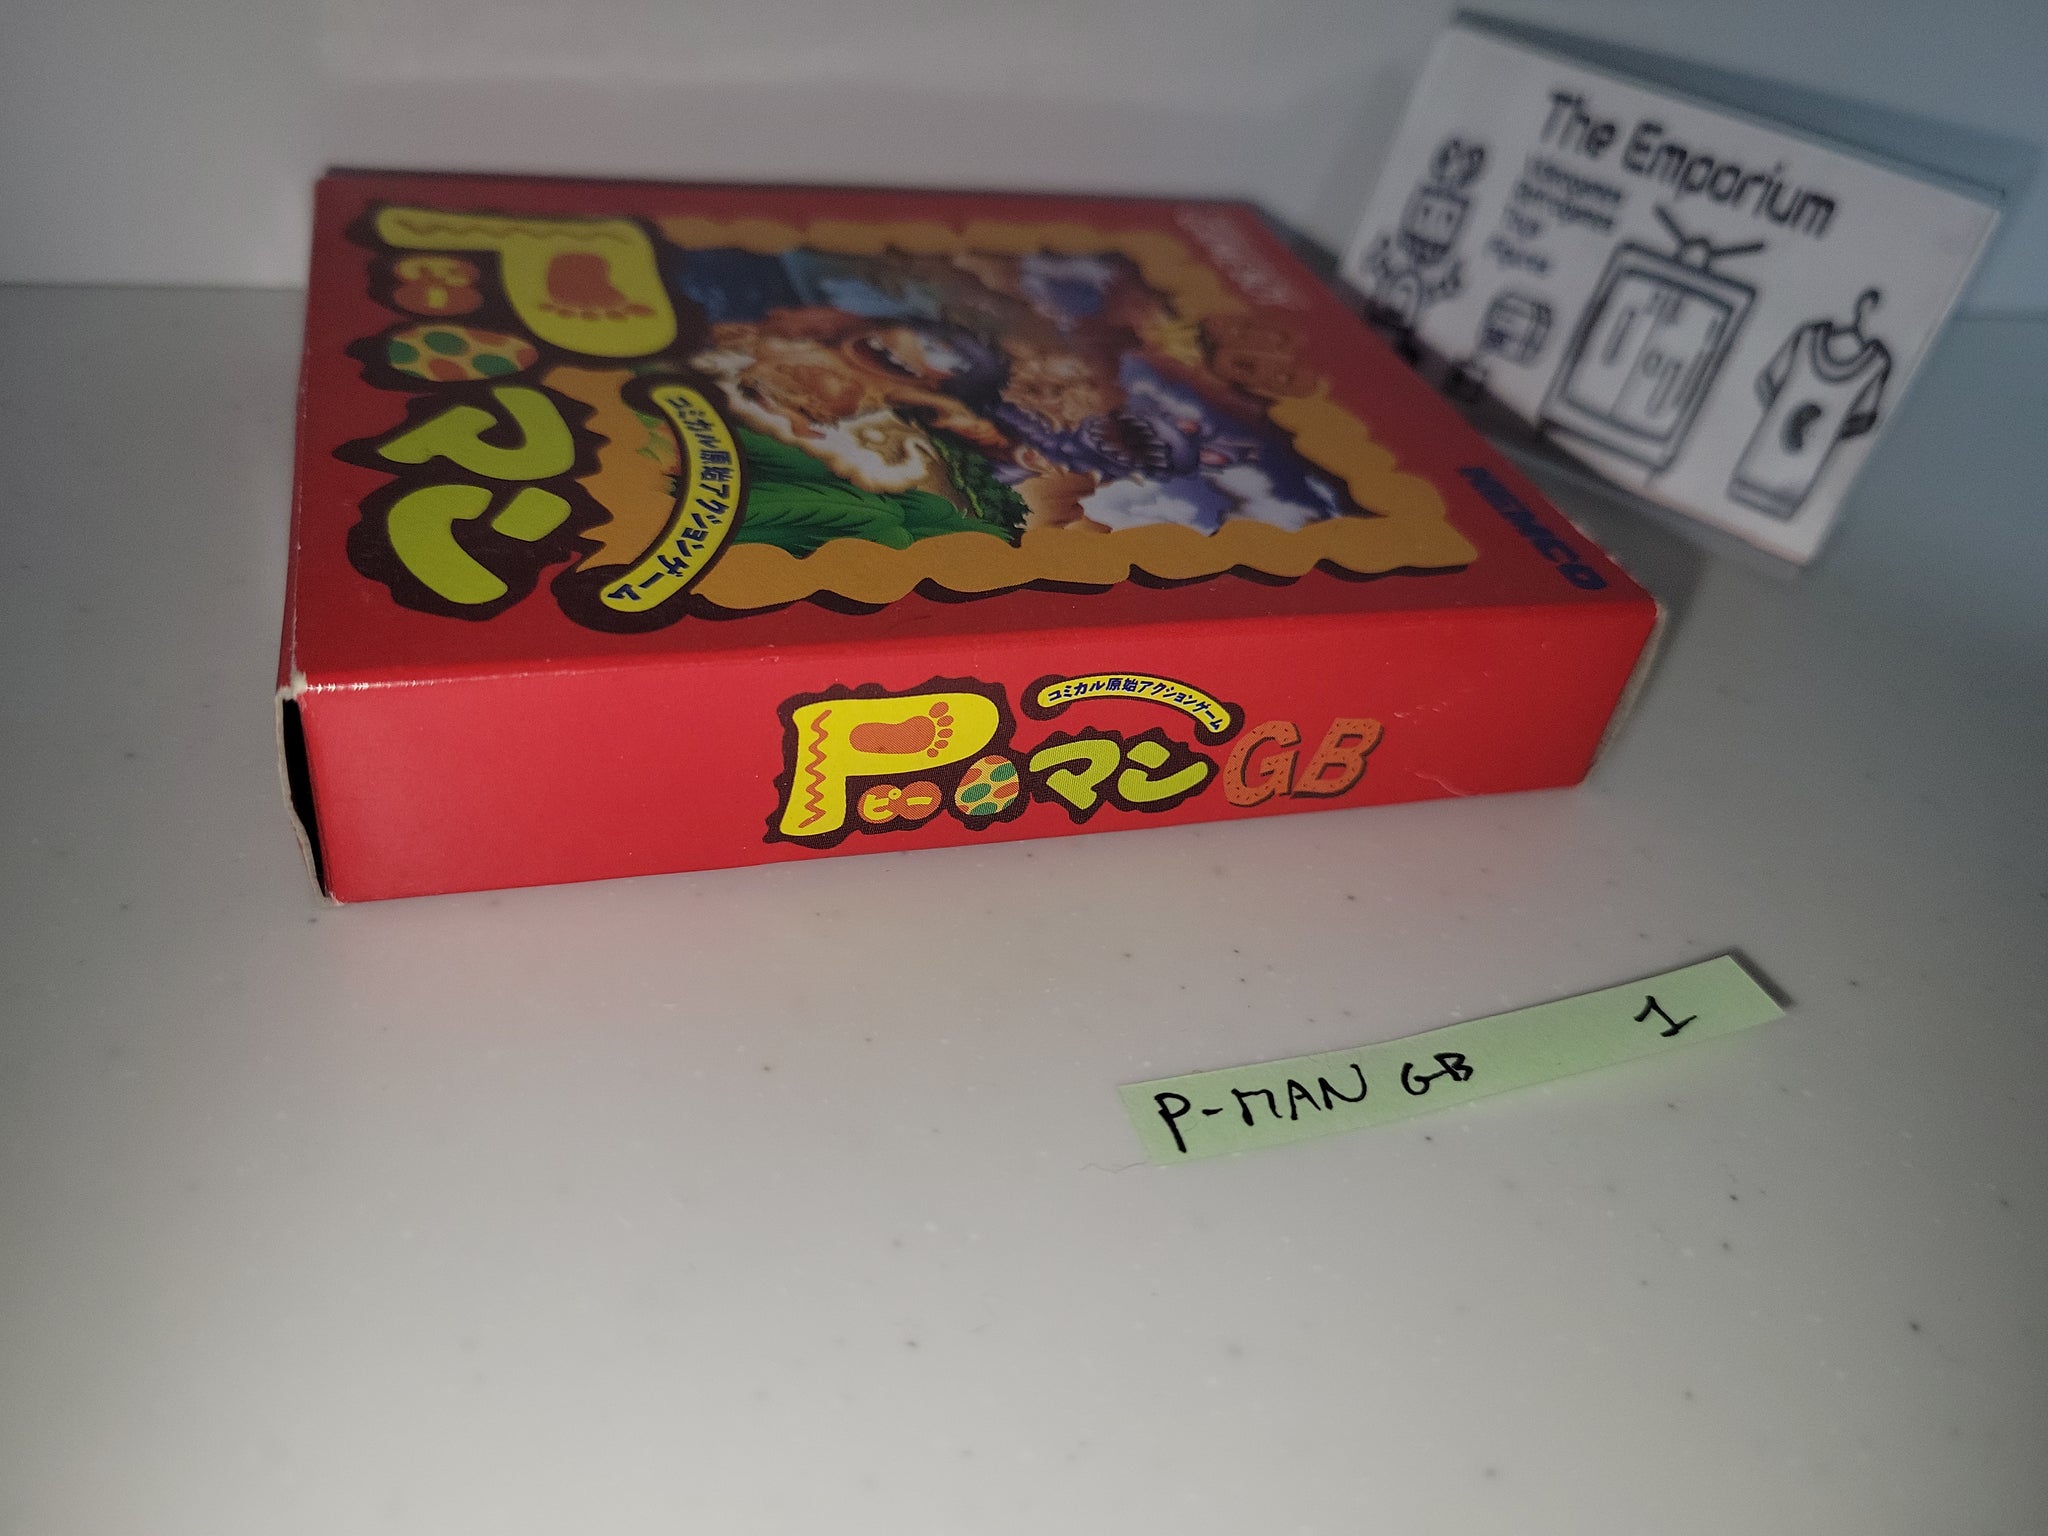 P
ピー
マン
コミカル原始アクションゲーム
GB
KEMCO
The Emporium
コミカル原始アクションゲーム
P
ピー
マン
GB
P-MAN GB 1